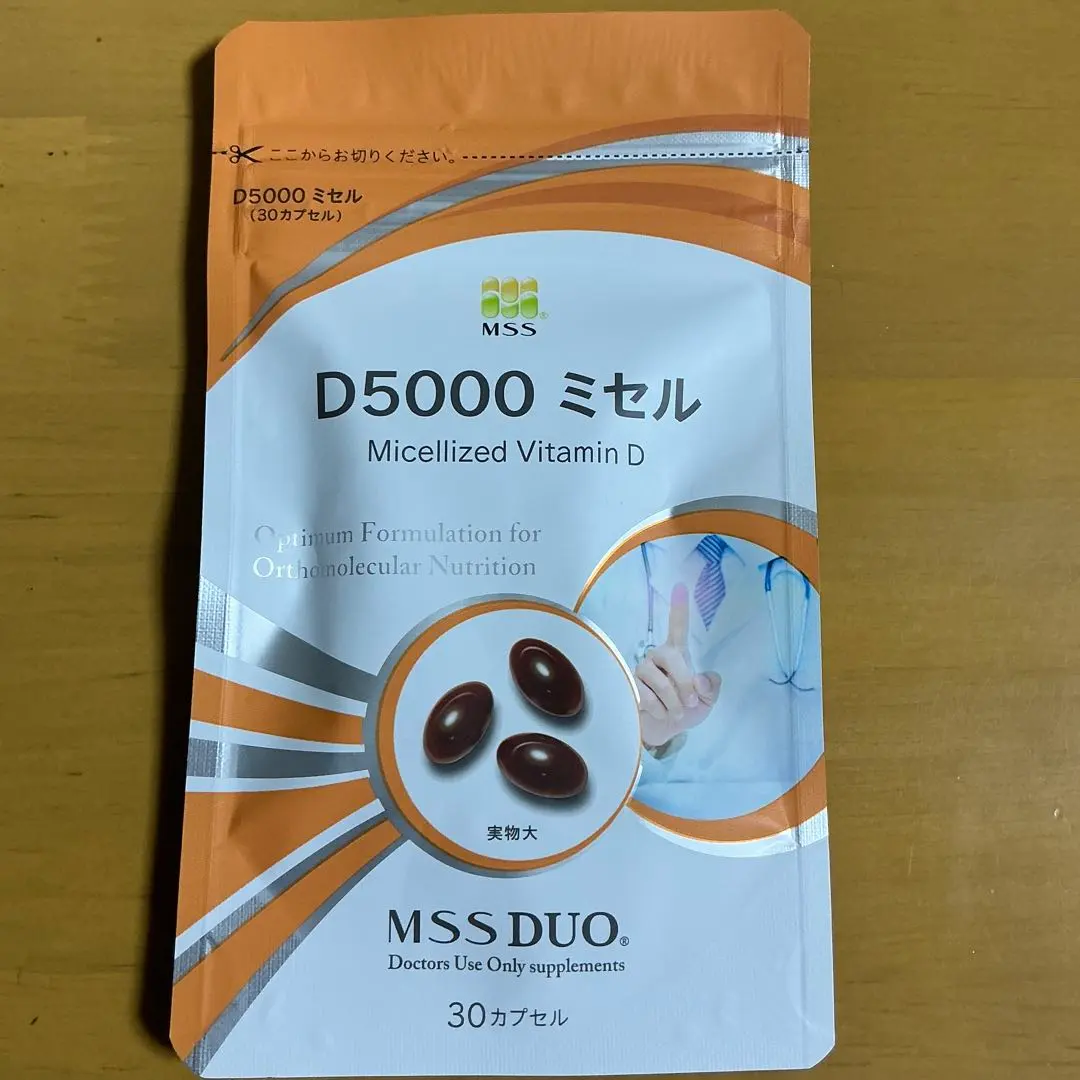 ここからお切りください。
D5000 ミセル
(30カプセル)
MSS®
D5000 ミセル
Micellized Vitamin D
Optimum Formulation for
Orthomolecular Nutrition
実物大
MSS DUO®
Doctors Use Only supplements
30カプセル